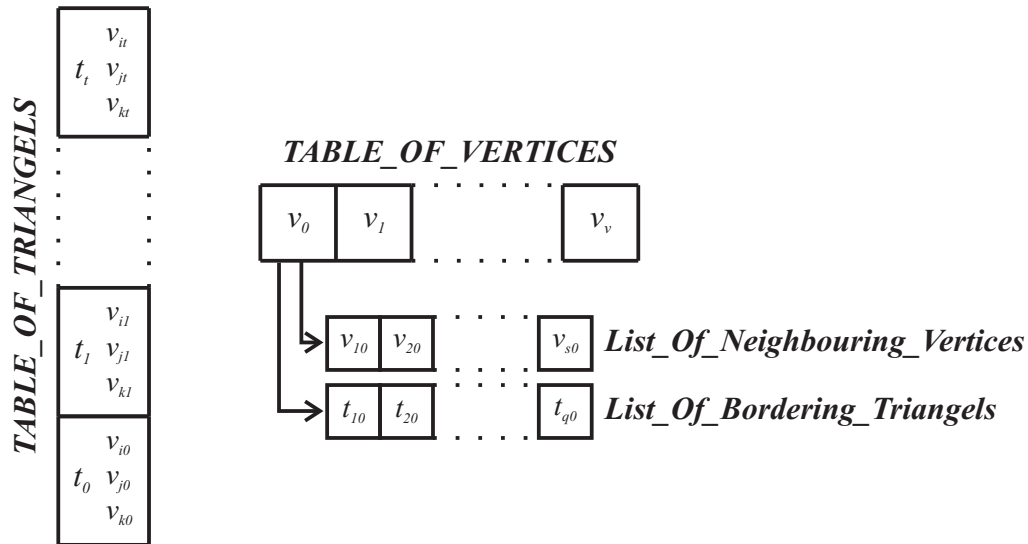 TABLE_OF_TRIANGELS
t_t v_it v_jt v_kt
t_1 v_i1 v_j1 v_k1
t_0 v_i0 v_j0 v_k0
TABLE_OF_VERTICES
v_0 v_1 v_v
v_10 v_20 v_s0 List_Of_Neighbouring_Vertices
t_10 t_20 t_q0 List_Of_Bordering_Triangels